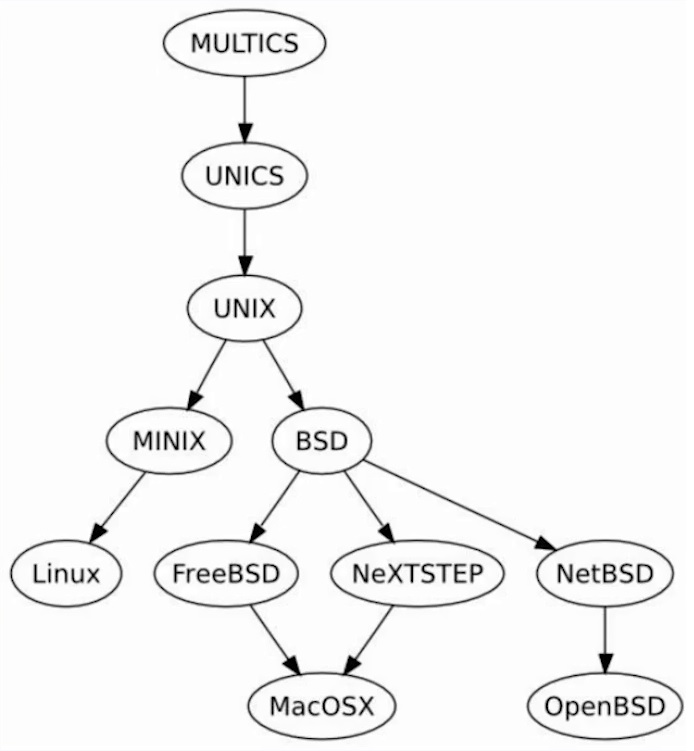 MULTICS
UNICS
UNIX
MINIX
BSD
Linux
FreeBSD
NeXTSTEP
NetBSD
MacOSX
OpenBSD